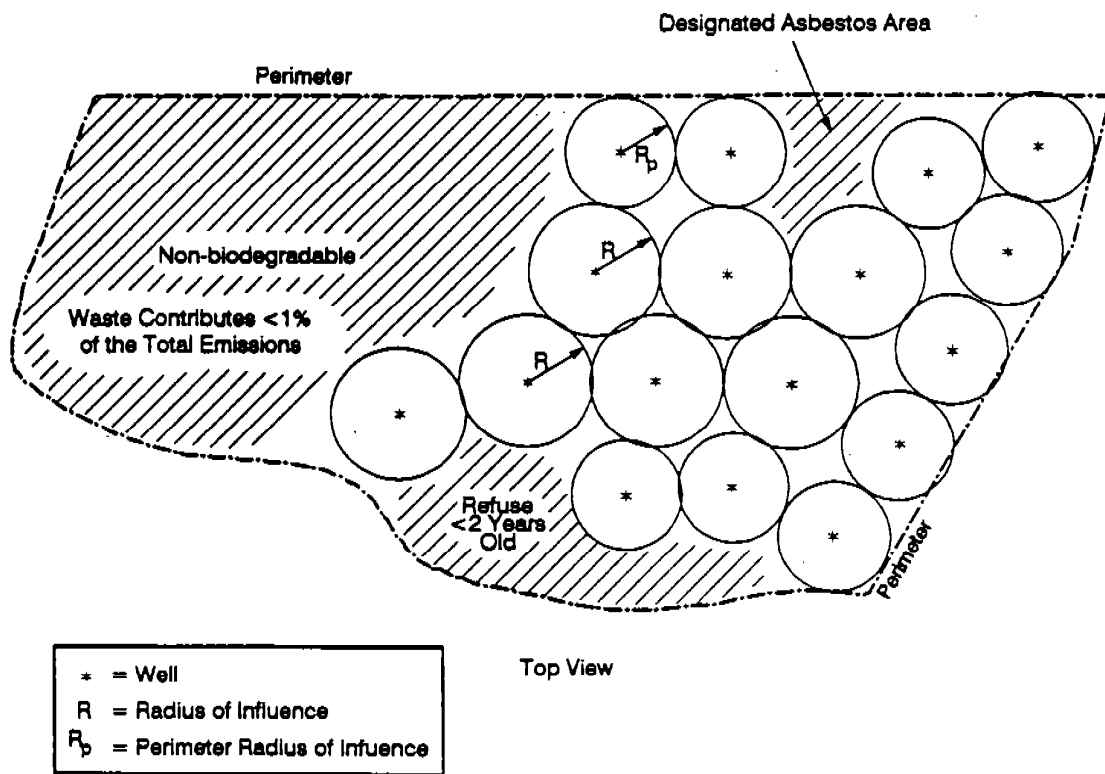 Designated Asbestos Area
Perimeter
Rp
R
Non-biodegradable
Waste Contributes <1%
of the Total Emissions
R
Refuse
<2 Years
Old
Perimeter
Top View
* = Well
R = Radius of Influence
Rp = Perimeter Radius of Infuence